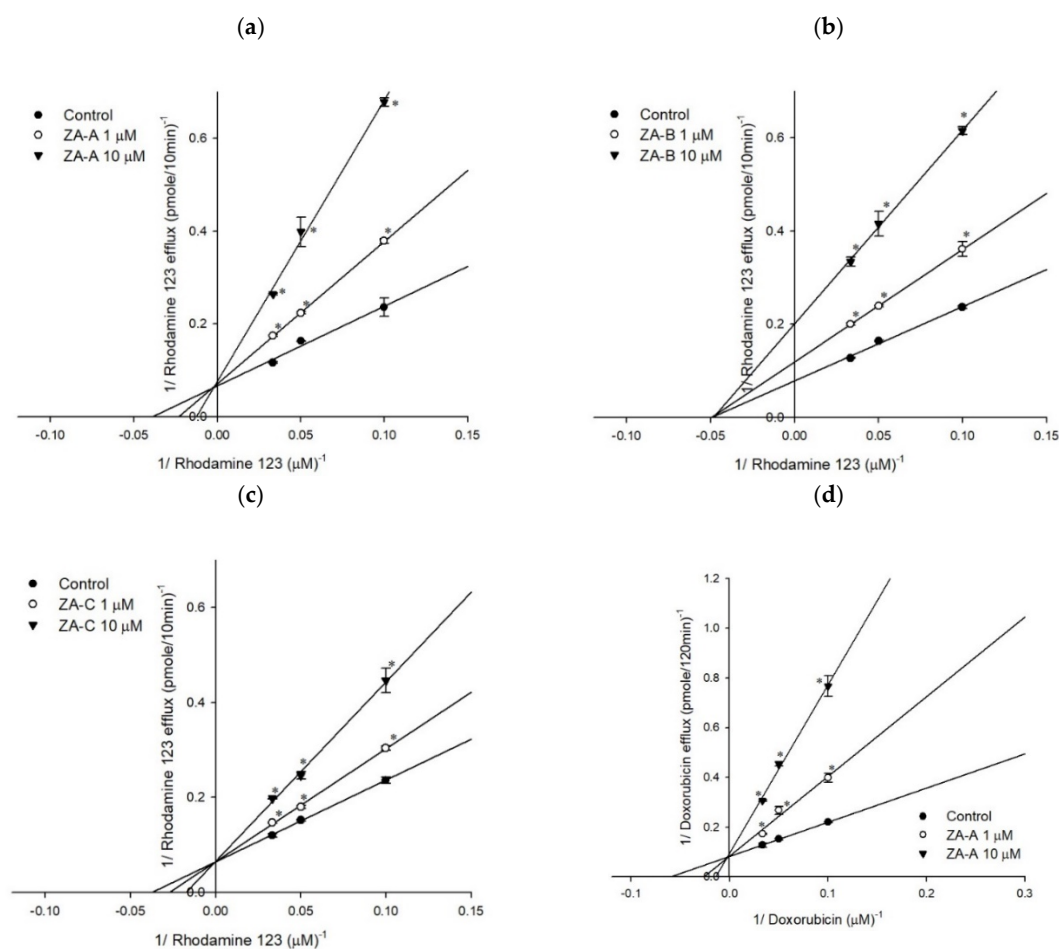 (a)
Control
ZA-A 1 μM
ZA-A 10 μM
1/ Rhodamine 123 efflux (pmole/10min)⁻¹
0.6
0.4
0.2
0.0
*
*
*
*
*
*
-0.10
-0.05
0.00
0.05
0.10
0.15
1/ Rhodamine 123 (μM)⁻¹
(b)
Control
ZA-B 1 μM
ZA-B 10 μM
1/ Rhodamine 123 efflux (pmole/10min)⁻¹
0.6
0.4
0.2
0.0
*
*
*
*
*
*
-0.10
-0.05
0.00
0.05
0.10
0.15
1/ Rhodamine 123 (μM)⁻¹
(c)
Control
ZA-C 1 μM
ZA-C 10 μM
1/ Rhodamine 123 efflux (pmole/10min)⁻¹
0.6
0.4
0.2
0.0
*
*
*
*
*
*
-0.10
-0.05
0.00
0.05
0.10
0.15
1/ Rhodamine 123 (μM)⁻¹
(d)
1/ Doxorubicin efflux (pmole/120min)⁻¹
1.2
1.0
0.8
0.6
0.4
0.2
0.0
*
*
*
*
*
*
Control
ZA-A 1 μM
ZA-A 10 μM
-0.1
0.0
0.1
0.2
0.3
1/ Doxorubicin (μM)⁻¹